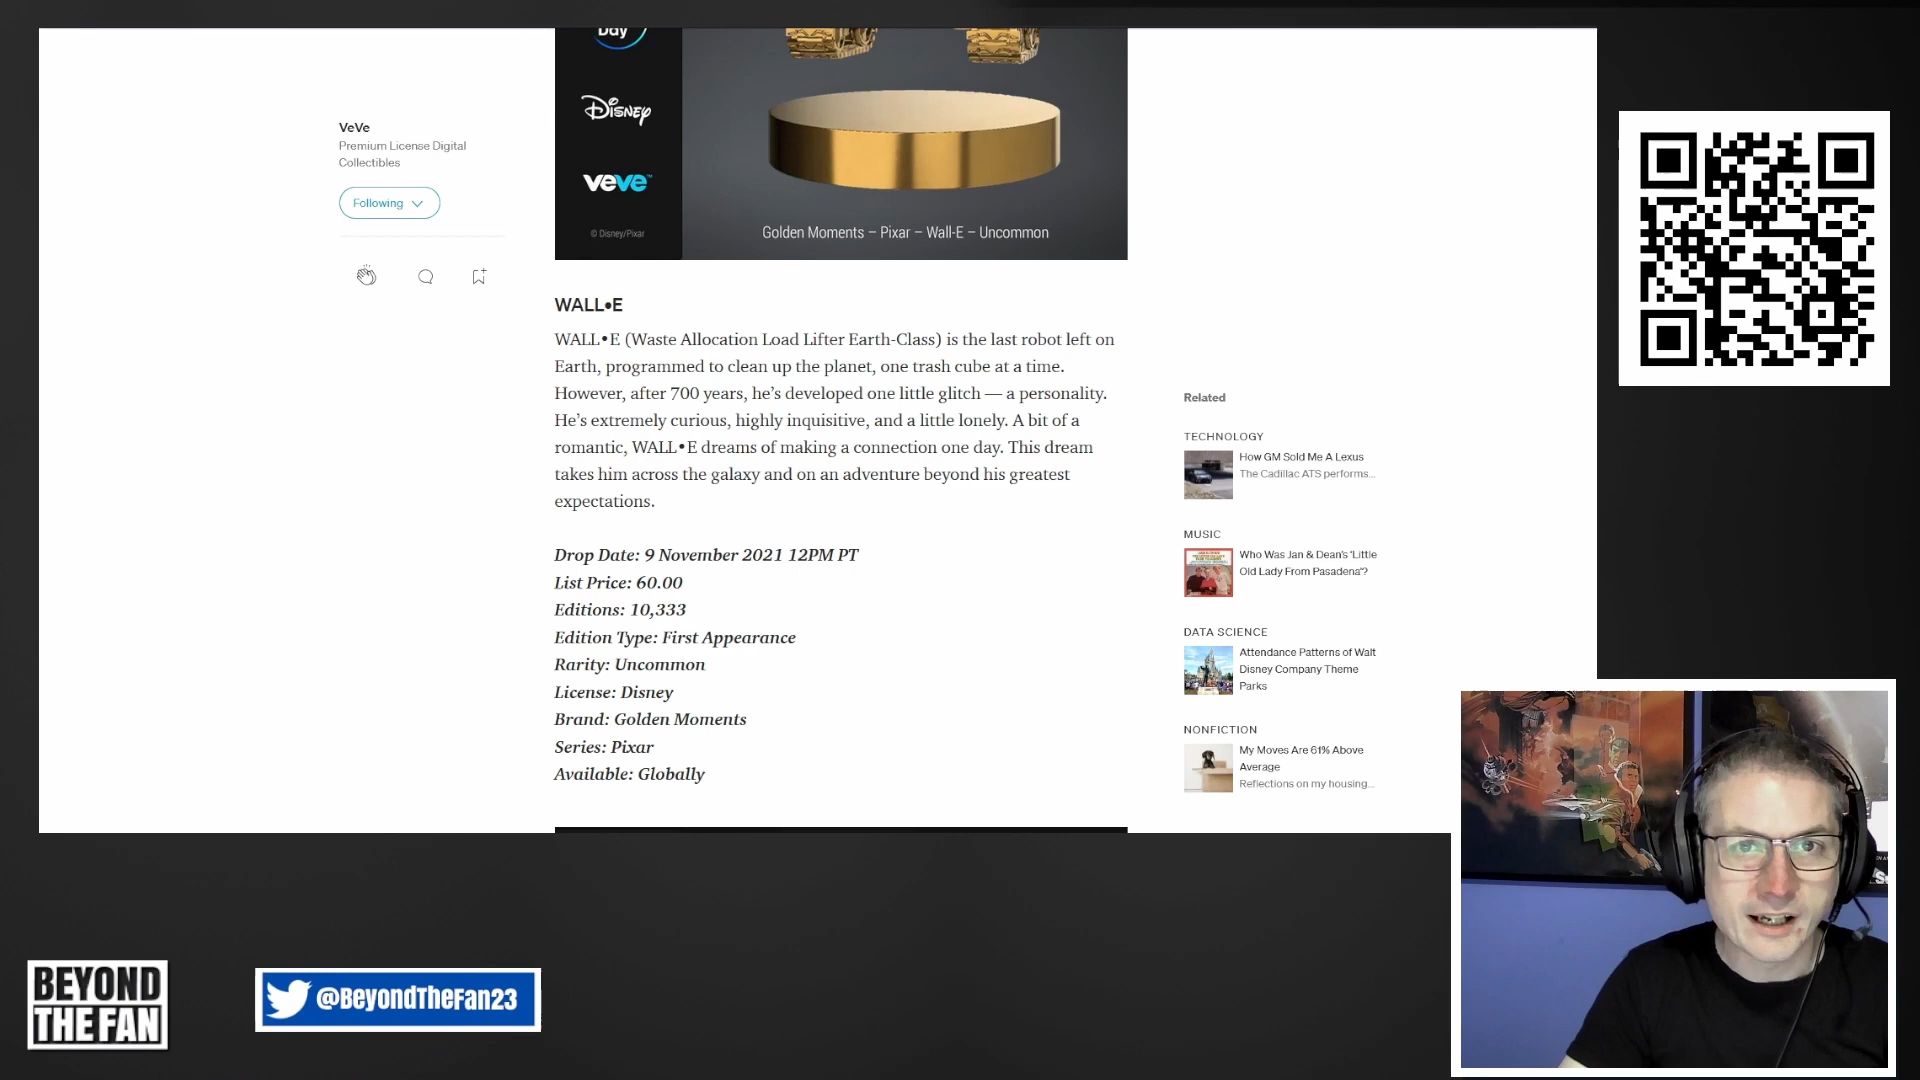 Day
Disney
veve
© Disney/Pixar
Golden Moments – Pixar – Wall-E – Uncommon
VeVe
Premium License Digital
Collectibles
Following
WALL•E
WALL•E (Waste Allocation Load Lifter Earth-Class) is the last robot left on
Earth, programmed to clean up the planet, one trash cube at a time.
However, after 700 years, he’s developed one little glitch — a personality.
He’s extremely curious, highly inquisitive, and a little lonely. A bit of a
romantic, WALL•E dreams of making a connection one day. This dream
takes him across the galaxy and on an adventure beyond his greatest
expectations.
Drop Date: 9 November 2021 12PM PT
List Price: 60.00
Editions: 10,333
Edition Type: First Appearance
Rarity: Uncommon
License: Disney
Brand: Golden Moments
Series: Pixar
Available: Globally
Related
TECHNOLOGY
How GM Sold Me A Lexus
The Cadillac ATS performs...
MUSIC
Who Was Jan & Dean’s ‘Little
Old Lady From Pasadena’?
DATA SCIENCE
Attendance Patterns of Walt
Disney Company Theme
Parks
NONFICTION
My Moves Are 61% Above
Average
Reflections on my housing...
BEYOND
THE FAN
@BeyondTheFan23